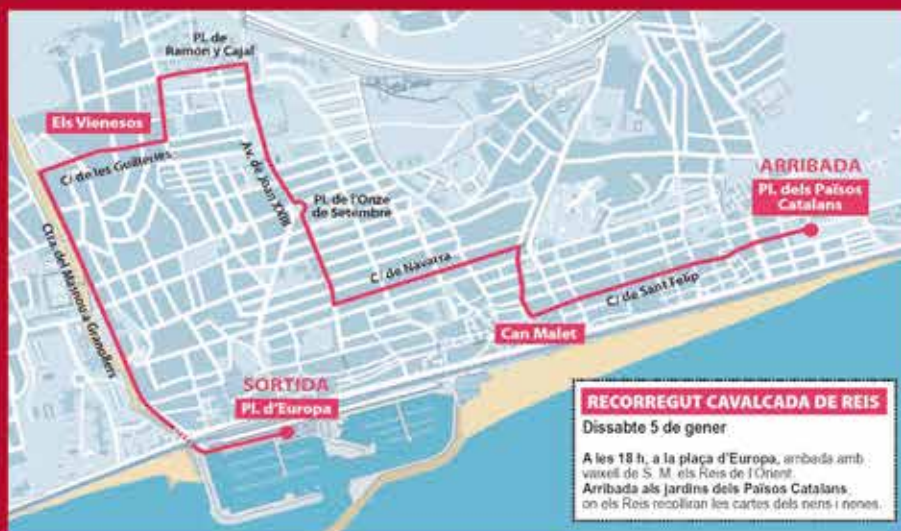 Pl. de
Ramón y Cajal
Els Vienesos
C/ de les Guilleries
Av. de Joan XXIII
Pl. de l'Onze
de Setembre
ARRIBADA
Pl. dels Països
Catalans
Ctra. del Masnou a Granollers
C/ de Navarra
C/ de Sant Felip
Can Malet
SORTIDA
Pl. d'Europa
RECORREGUT CAVALCADA DE REIS
Dissabte 5 de gener
A les 18 h, a la plaça d'Europa, arribada amb
vaixell de S. M. els Reis de l'Orient.
Arribada als jardins dels Països Catalans,
on els Reis recolliran les cartes dels nens i nenes.